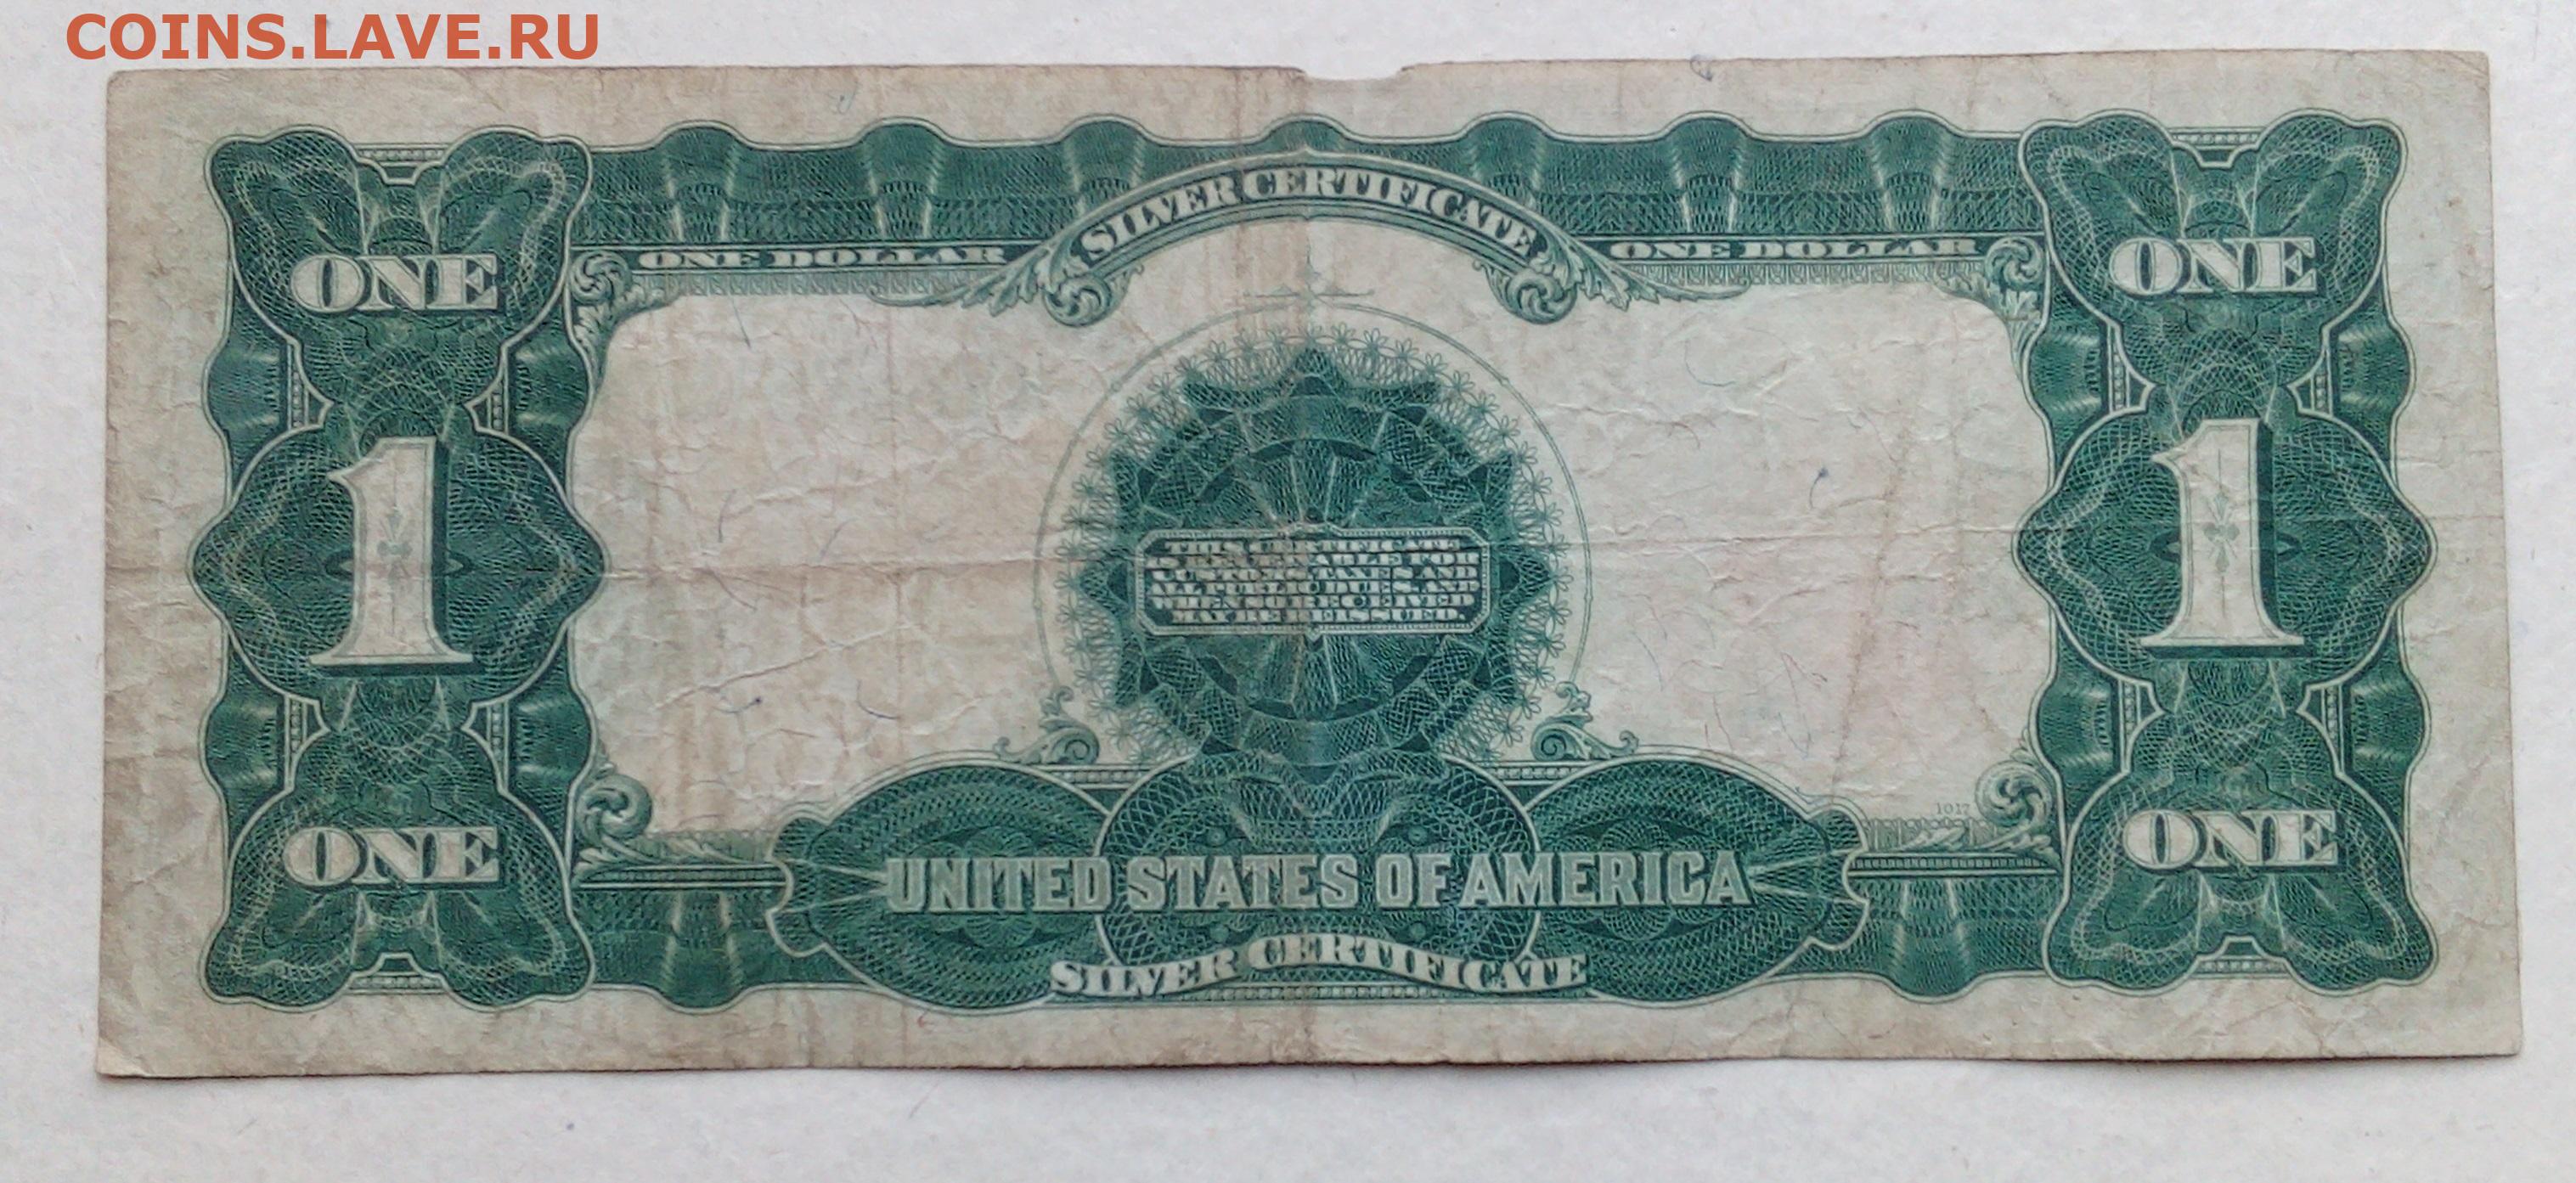 COINS.LAVE.RU
SILVER CERTIFICATE
ONE DOLLAR
ONE DOLLAR
ONE
ONE
1
1
THIS CERTIFICATE
IS RECEIVABLE FOR
CUSTOMS, TAXES AND
ALL PUBLIC DUES AND
WHEN SO RECEIVED
MAY BE REISSUED.
1017
ONE
ONE
UNITED STATES OF AMERICA
SILVER CERTIFICATE